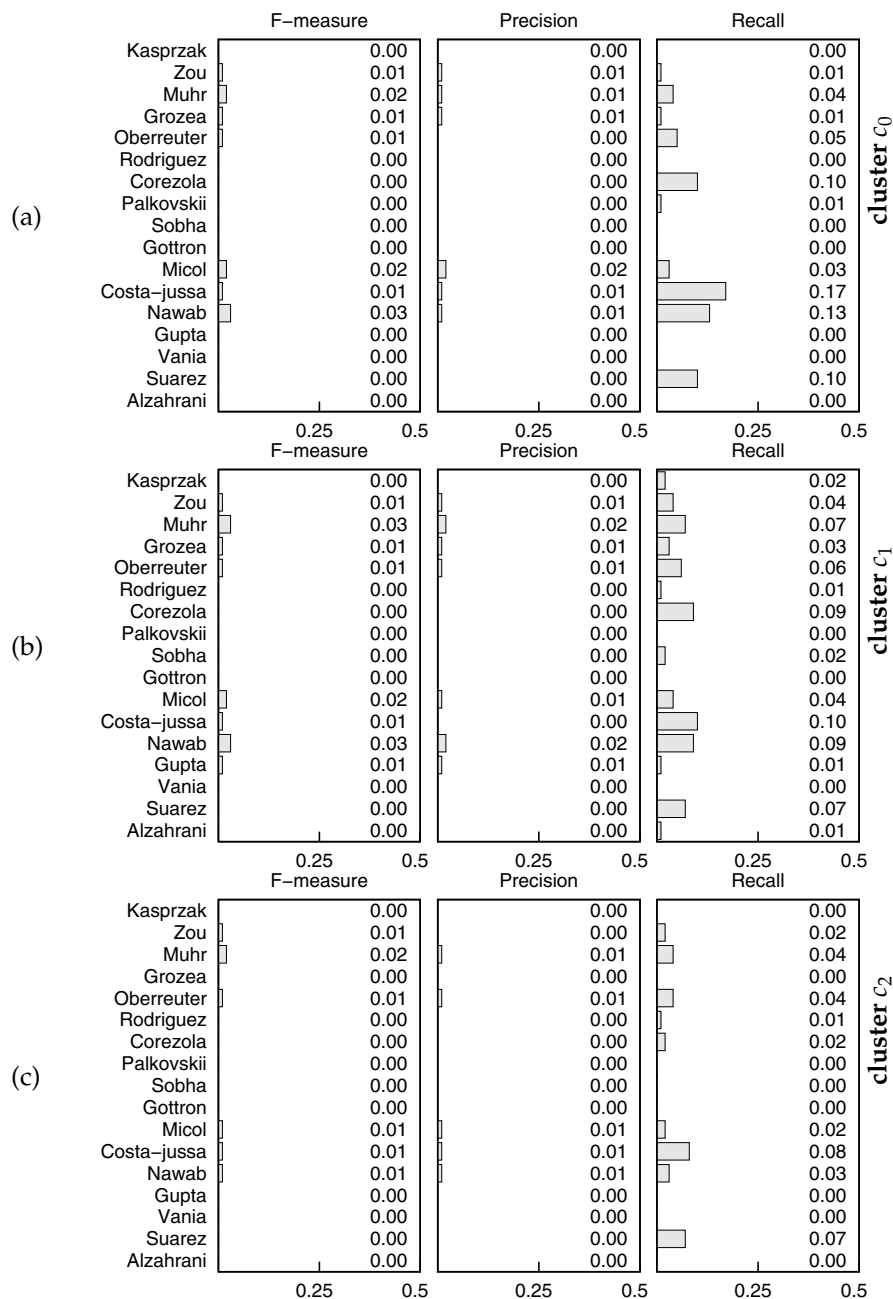 F−measure Precision Recall
Kasprzak 0.00 0.00 0.00
Zou 0.01 0.01 0.01
Muhr 0.02 0.01 0.04
Grozea 0.01 0.01 0.01
Oberreuter 0.01 0.00 0.05
Rodriguez 0.00 0.00 0.00
Corezola 0.00 0.00 0.10
Palkovskii 0.00 0.00 0.01
(a)
cluster c0
Sobha 0.00 0.00 0.00
Gottron 0.00 0.00 0.00
Micol 0.02 0.02 0.03
Costa−jussa 0.01 0.01 0.17
Nawab 0.03 0.01 0.13
Gupta 0.00 0.00 0.00
Vania 0.00 0.00 0.00
Suarez 0.00 0.00 0.10
Alzahrani 0.00 0.00 0.00
0.25 0.5 0.25 0.5 0.25 0.5
F−measure Precision Recall
Kasprzak 0.00 0.00 0.02
Zou 0.01 0.01 0.04
Muhr 0.03 0.02 0.07
Grozea 0.01 0.01 0.03
Oberreuter 0.01 0.01 0.06
Rodriguez 0.00 0.00 0.01
Corezola 0.00 0.00 0.09
Palkovskii 0.00 0.00 0.00
(b)
cluster c1
Sobha 0.00 0.00 0.02
Gottron 0.00 0.00 0.00
Micol 0.02 0.01 0.04
Costa−jussa 0.01 0.00 0.10
Nawab 0.03 0.02 0.09
Gupta 0.01 0.01 0.01
Vania 0.00 0.00 0.00
Suarez 0.00 0.00 0.07
Alzahrani 0.00 0.00 0.01
0.25 0.5 0.25 0.5 0.25 0.5
F−measure Precision Recall
Kasprzak 0.00 0.00 0.00
Zou 0.01 0.00 0.02
Muhr 0.02 0.01 0.04
Grozea 0.00 0.00 0.00
Oberreuter 0.01 0.01 0.04
Rodriguez 0.00 0.00 0.01
Corezola 0.00 0.00 0.02
Palkovskii 0.00 0.00 0.00
(c)
cluster c2
Sobha 0.00 0.00 0.00
Gottron 0.00 0.00 0.00
Micol 0.01 0.01 0.02
Costa−jussa 0.01 0.01 0.08
Nawab 0.01 0.01 0.03
Gupta 0.00 0.00 0.00
Vania 0.00 0.00 0.00
Suarez 0.00 0.00 0.07
Alzahrani 0.00 0.00 0.00
0.25 0.5 0.25 0.5 0.25 0.5